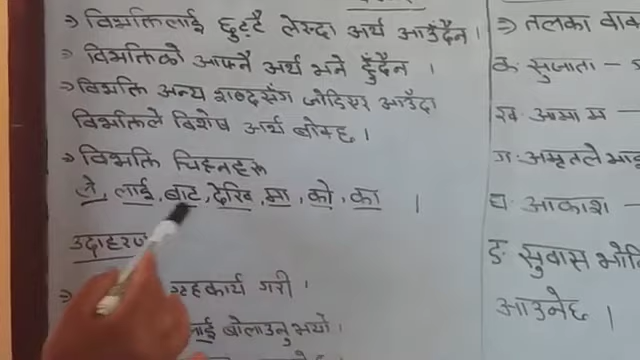 ⇒ विभक्तिलाई छुट्टै लेख्दा अर्थ आउँदैन।
⇒ विभक्तिको आफ्नै अर्थ भने हुँदैन ।
⇒ विभक्ति अन्य शब्दसँग जोडिएर आउँदा
विभक्तिले विशेष अर्थ बोक्छ ।
⇒ विभक्ति चिह्नहरू
ले, लाई, बाट, देखि, मा, को, का ।
उदाहरण
गृहकार्य गरी ।
लाई बोलाउनु भयो ।
⇒ तलका
क. सुजाता –
ख. आमा म
ग. अमृतले
घ. आकाश –
ङ. सुवास
आउनेछ ।